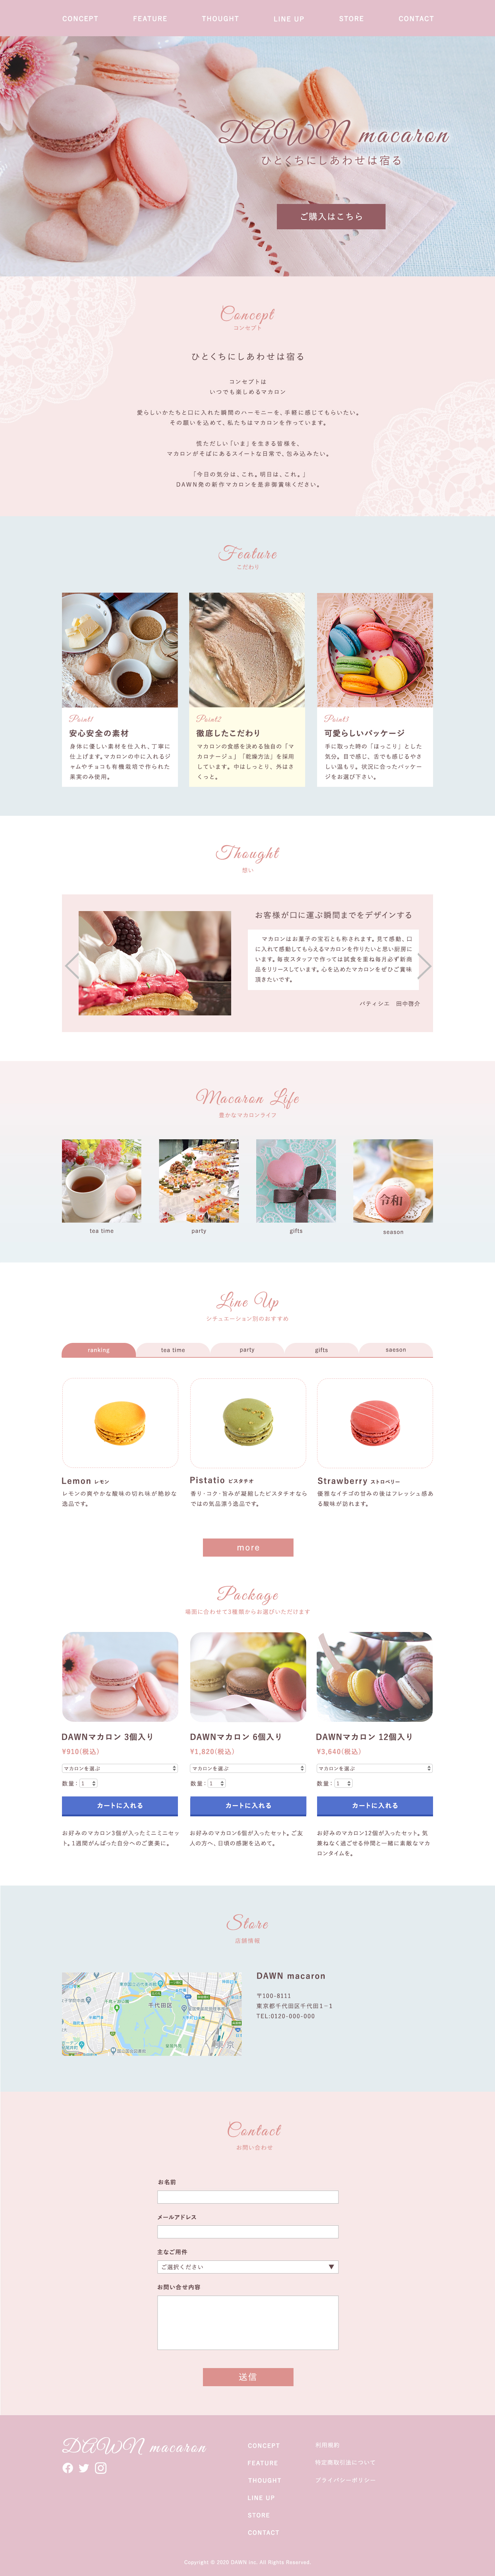 CONCEPT FEATURE THOUGHT LINE UP STORE CONTACT
DAWN macaron
ひとくちにしあわせは宿る
ご購入はこちら
Concept
コンセプト
ひとくちにしあわせは宿る
コンセプトは
いつでも楽しめるマカロン
愛らしいかたちと口に入れた瞬間のハーモニーを、手軽に感じてもらいたい。
その願いを込めて、私たちはマカロンを作っています。
慌ただしい「いま」を生きる皆様を、
マカロンがそばにあるスイートな日常で、包み込みたい。
「今日の気分は、これ。明日は、これ。」
DAWN発の新作マカロンを是非御賞味ください。
Feature
こだわり
Point1
安心安全の素材
身体に優しい素材を仕入れ、丁寧に
仕上げます。マカロンの中に入れるジ
ャムやチョコも有機栽培で作られた
果実のみ使用。
Point2
徹底したこだわり
マカロンの食感を決める独自の「マ
カロナージュ」「乾燥方法」を採用
しています。中はしっとり、外はさ
くっと。
Point3
可愛らしいパッケージ
手に取った時の「ほっこり」とした
気分。目で感じ、舌でも感じるやさ
しい温もり。状況に合ったパッケー
ジをお選び下さい。
Thought
想い
お客様が口に運ぶ瞬間までをデザインする
マカロンはお菓子の宝石とも称されます。見て感動、口
に入れて感動してもらえるマカロンを作りたいと思い厨房に
います。毎夜スタッフで作っては試食を重ね毎月必ず新商
品をリリースしています。心を込めたマカロンをぜひご賞味
頂きたいです。
パティシエ 田中啓介
Macaron Life
豊かなマカロンライフ
令和
tea time party gifts season
Line Up
シチュエーション別のおすすめ
ranking tea time party gifts saeson
Lemon レモン
レモンの爽やかな酸味の切れ味が絶妙な
逸品です。
Pistatio ピスタチオ
香り・コク・旨みが凝縮したピスタチオなら
ではの気品漂う逸品です。
Strawberry ストロベリー
優雅なイチゴの甘みの後はフレッシュ感あ
る酸味が訪れます。
more
Package
場面に合わせて3種類からお選びいただけます
DAWNマカロン 3個入り
¥910(税込)
マカロンを選ぶ
数量： 1
カートに入れる
お好みのマカロン3個が入ったミニミニセッ
ト。1週間がんばった自分へのご褒美に。
DAWNマカロン 6個入り
¥1,820(税込)
マカロンを選ぶ
数量： 1
カートに入れる
お好みのマカロン6個が入ったセット。ご友
人の方へ、日頃の感謝を込めて。
DAWNマカロン 12個入り
¥3,640(税込)
マカロンを選ぶ
数量： 1
カートに入れる
お好みのマカロン12個が入ったセット。気
兼ねなく過ごせる仲間と一緒に素敵なマカ
ロンタイムを。
Store
店舗情報
千代田区
東京
DAWN macaron
〒100-8111
東京都千代田区千代田1－1
TEL:0120-000-000
Contact
お問い合わせ
お名前
メールアドレス
主なご用件
ご選択ください ▼
お問い合せ内容
送信
DAWN macaron
CONCEPT
FEATURE
THOUGHT
LINE UP
STORE
CONTACT
利用規約
特定商取引法について
プライバシーポリシー
Copyright © 2020 DAWN inc. All Rights Reserved.